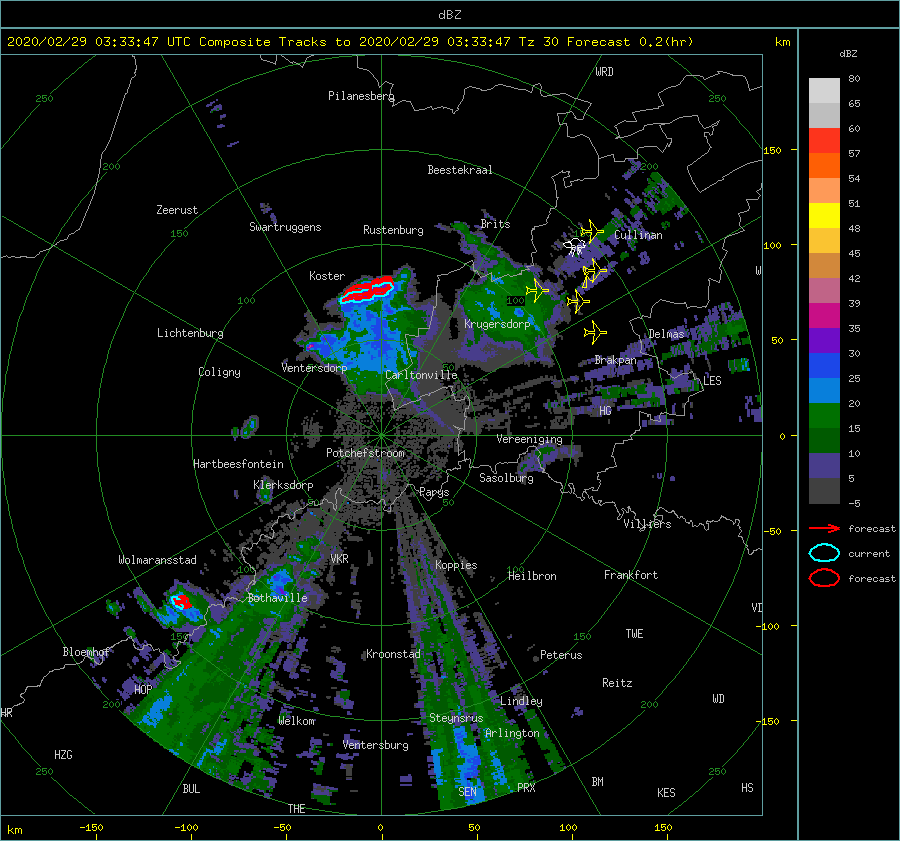 dBZ
2020/02/29 03:33:47 UTC Composite Tracks to 2020/02/29 03:33:47 Tz 30 Forecast 0.2(hr)
km
dBZ
WRD
80
250
Pilanesberg
250
65
60
150
57
200
Beestekraal
200
54
Zeerust
51
Brits
150
Swartruggens
Rustenburg
Cullinan
48
100
45
Koster
W
42
100
100
39
Krugersdorp
35
Lichtenburg
Delmas
50
30
Ventersdorp
Brakpan
Coligny
Carltonville
LES
25
20
HG
15
Vereeniging
0
10
Potchefstroom
Hartbeesfontein
Sasolburg
5
Klerksdorp
Parys
-5
50
50
Villiers
forecast
-50
current
Wolmaransstad
VKR
Koppies
100
100
Heilbron
Frankfort
forecast
Bothaville
VD
-100
150
150
TWE
Bloemhof
Kroonstad
Peterus
HOP
Reitz
200
Lindley
200
WD
HR
Welkom
Steynsrus
-150
Arlington
Ventersburg
HZG
250
250
BUL
BM
SEN
PRX
KES
HS
THE
km
-150
-100
-50
0
50
100
150